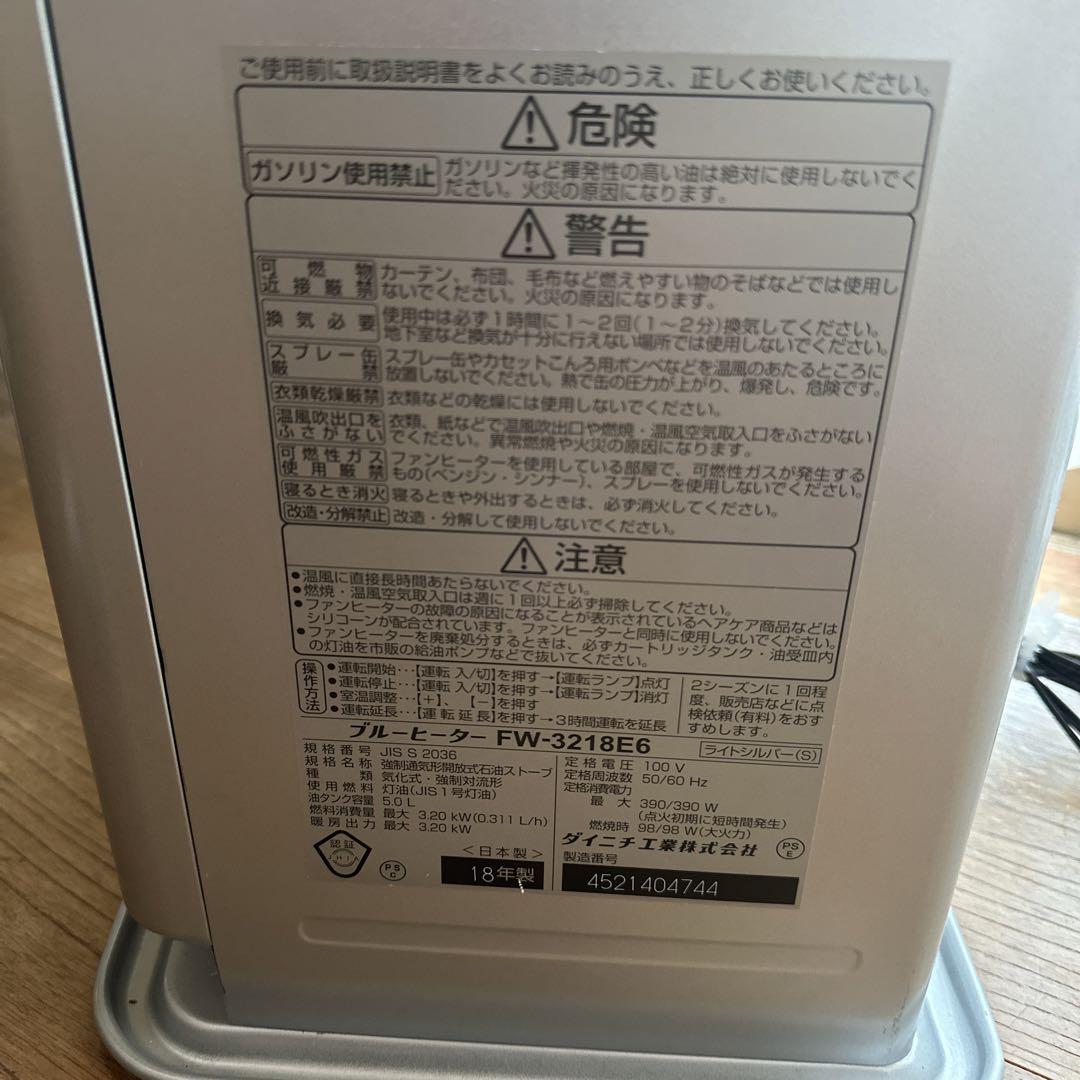 ご使用前に取扱説明書をよくお読みのうえ、正しくお使いください。
危険
ガソリン使用禁止 ガソリンなど揮発性の高い油は絶対に使用しないでください。火災の原因になります。
警告
可燃物近接厳禁 カーテン、布団、毛布など燃えやすい物のそばなどでは使用し
ないでください。火災の原因になります。
換気必要 使用中は必ず1時間に1～2回(1～2分)換気してください。
地下室など換気が十分に行えない場所では使用しないでください。
スプレー缶厳禁 スプレー缶やカセットこんろ用ボンベなどを温風のあたるところに
放置しないでください。熱で缶の圧力が上がり、爆発し、危険です。
衣類乾燥厳禁 衣類などの乾燥には使用しないでください。
温風吹出口をふさがない 衣類、紙などで温風吹出口や燃焼・温風空気取入口をふさがない
でください。異常燃焼や火災の原因になります。
可燃性ガス使用厳禁 ファンヒーターを使用している部屋で、可燃性ガスが発生する
もの(ベンジン・シンナー)、スプレーを使用しないでください。
寝るとき消火 寝るときや外出するときは、必ず消火してください。
改造・分解禁止 改造・分解して使用しないでください。
注意
●温風に直接長時間あたらないでください。
●燃焼・温風空気取入口は週に1回以上必ず掃除してください。
●ファンヒーターの故障の原因になることが表示されているヘアケア商品などは
シリコーンが配合されています。ファンヒーターと同時に使用しないでください。
●ファンヒーターを廃棄処分するときは、必ずカートリッジタンク・油受皿内
の灯油を市販の給油ポンプなどで抜いてください。
操作方法
●運転開始…【運転 入/切】を押す→【運転ランプ】点灯
●運転停止…【運転 入/切】を押す→【運転ランプ】消灯
●室温調整…【+】、【-】を押す
●運転延長…【運転延長】を押す→3時間運転を延長
2シーズンに1回程
度、販売店などに点
検依頼(有料)をおす
すめします。
ブルーヒーター FW-3218E6 ライトシルバー(S)
規格番号 JIS S 2036
規格名称 強制通気形開放式石油ストーブ
種類 気化式・強制対流形
使用燃料 灯油(JIS1号灯油)
油タンク容量 5.0 L
燃料消費量 最大 3.20 kW(0.311 L/h)
暖房出力 最大 3.20 kW
定格電圧 100 V
定格周波数 50/60 Hz
定格消費電力
最大 390/390 W
(点火初期に短時間発生)
燃焼時 98/98 W(大火力)
認証
JHI
PSC
<日本製>
18年製
ダイニチ工業株式会社 PSE
製造番号
4521404744